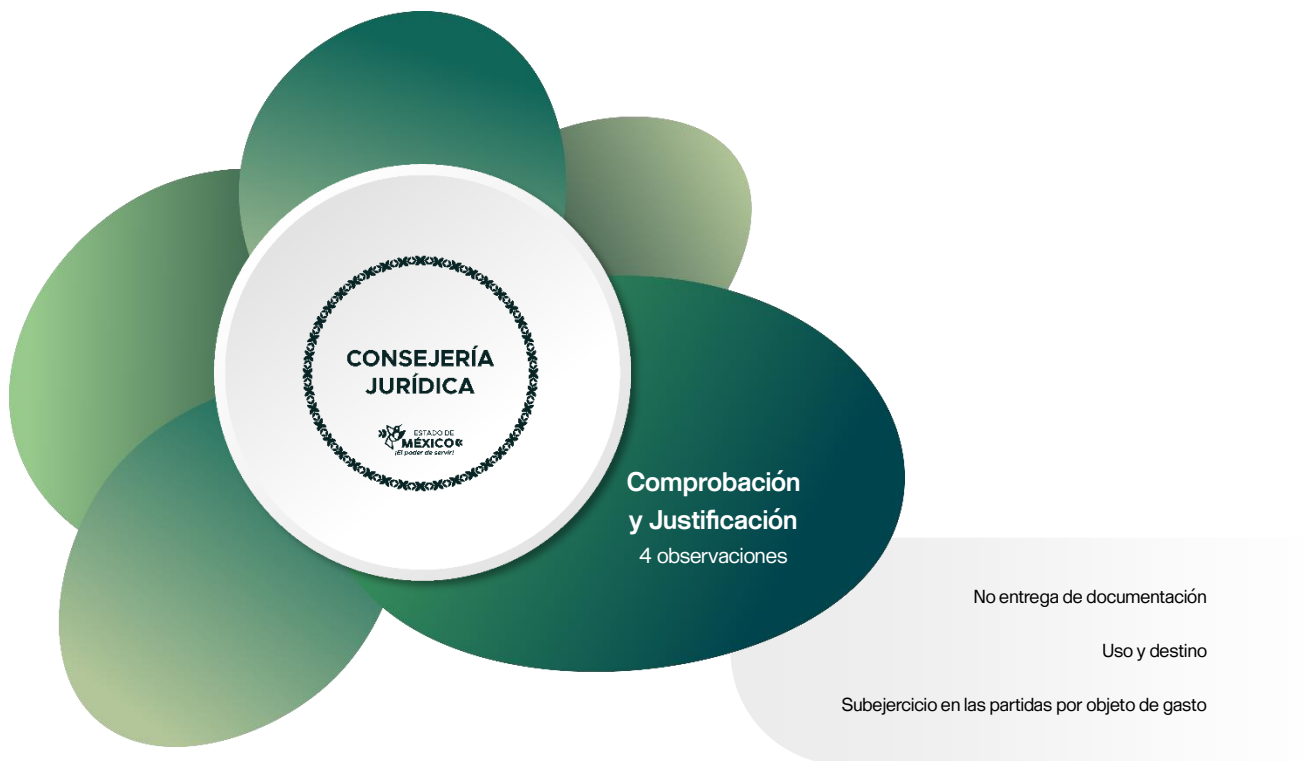 CONSEJERÍA
JURÍDICA
ESTADO DE
MÉXICO
¡El poder de servir!
Comprobación
y Justificación
4 observaciones
No entrega de documentación
Uso y destino
Subejercicio en las partidas por objeto de gasto